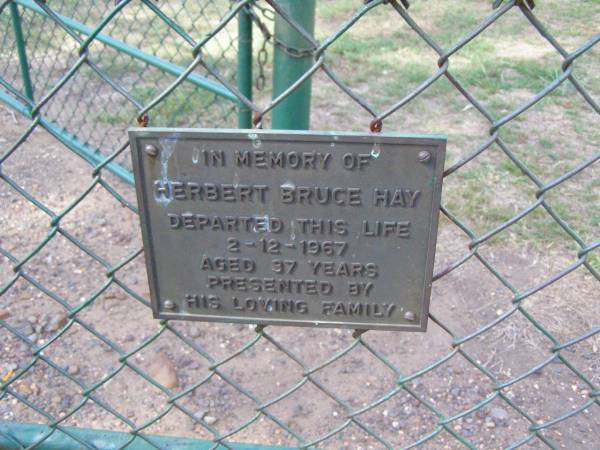 IN MEMORY OF
HERBERT BRUCE HAY
DEPARTED THIS LIFE
2-12-1967
AGED 37 YEARS
PRESENTED BY
HIS LOVING FAMILY